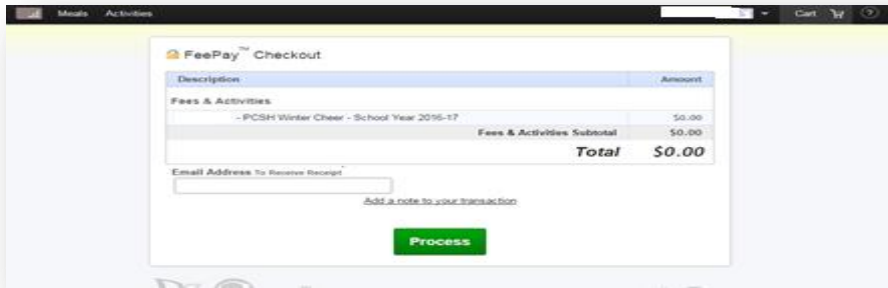 Meals Activities Cart ?
FeePay™ Checkout
Description Amount
Fees & Activities
- PCSH Winter Cheer - School Year 2016-17 $0.00
Fees & Activities Subtotal $0.00
Total $0.00
Email Address To Receive Receipt
Add a note to your transaction
Process